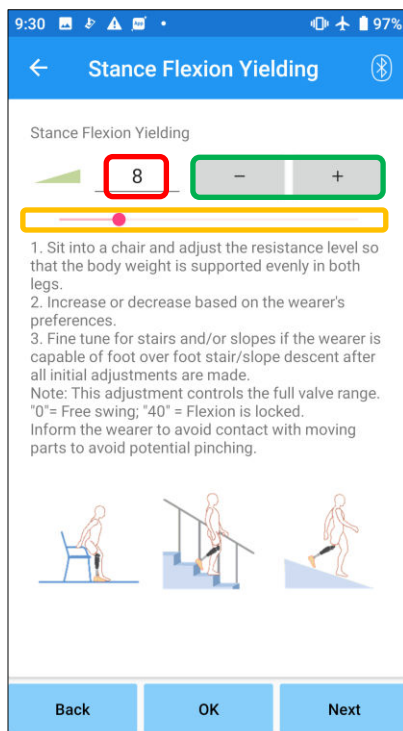 9:30 97%
Stance Flexion Yielding
Stance Flexion Yielding
8 − +
1. Sit into a chair and adjust the resistance level so
that the body weight is supported evenly in both
legs.
2. Increase or decrease based on the wearer's
preferences.
3. Fine tune for stairs and/or slopes if the wearer is
capable of foot over foot stair/slope descent after
all initial adjustments are made.
Note: This adjustment controls the full valve range.
"0"= Free swing; "40" = Flexion is locked.
Inform the wearer to avoid contact with moving
parts to avoid potential pinching.
Back OK Next